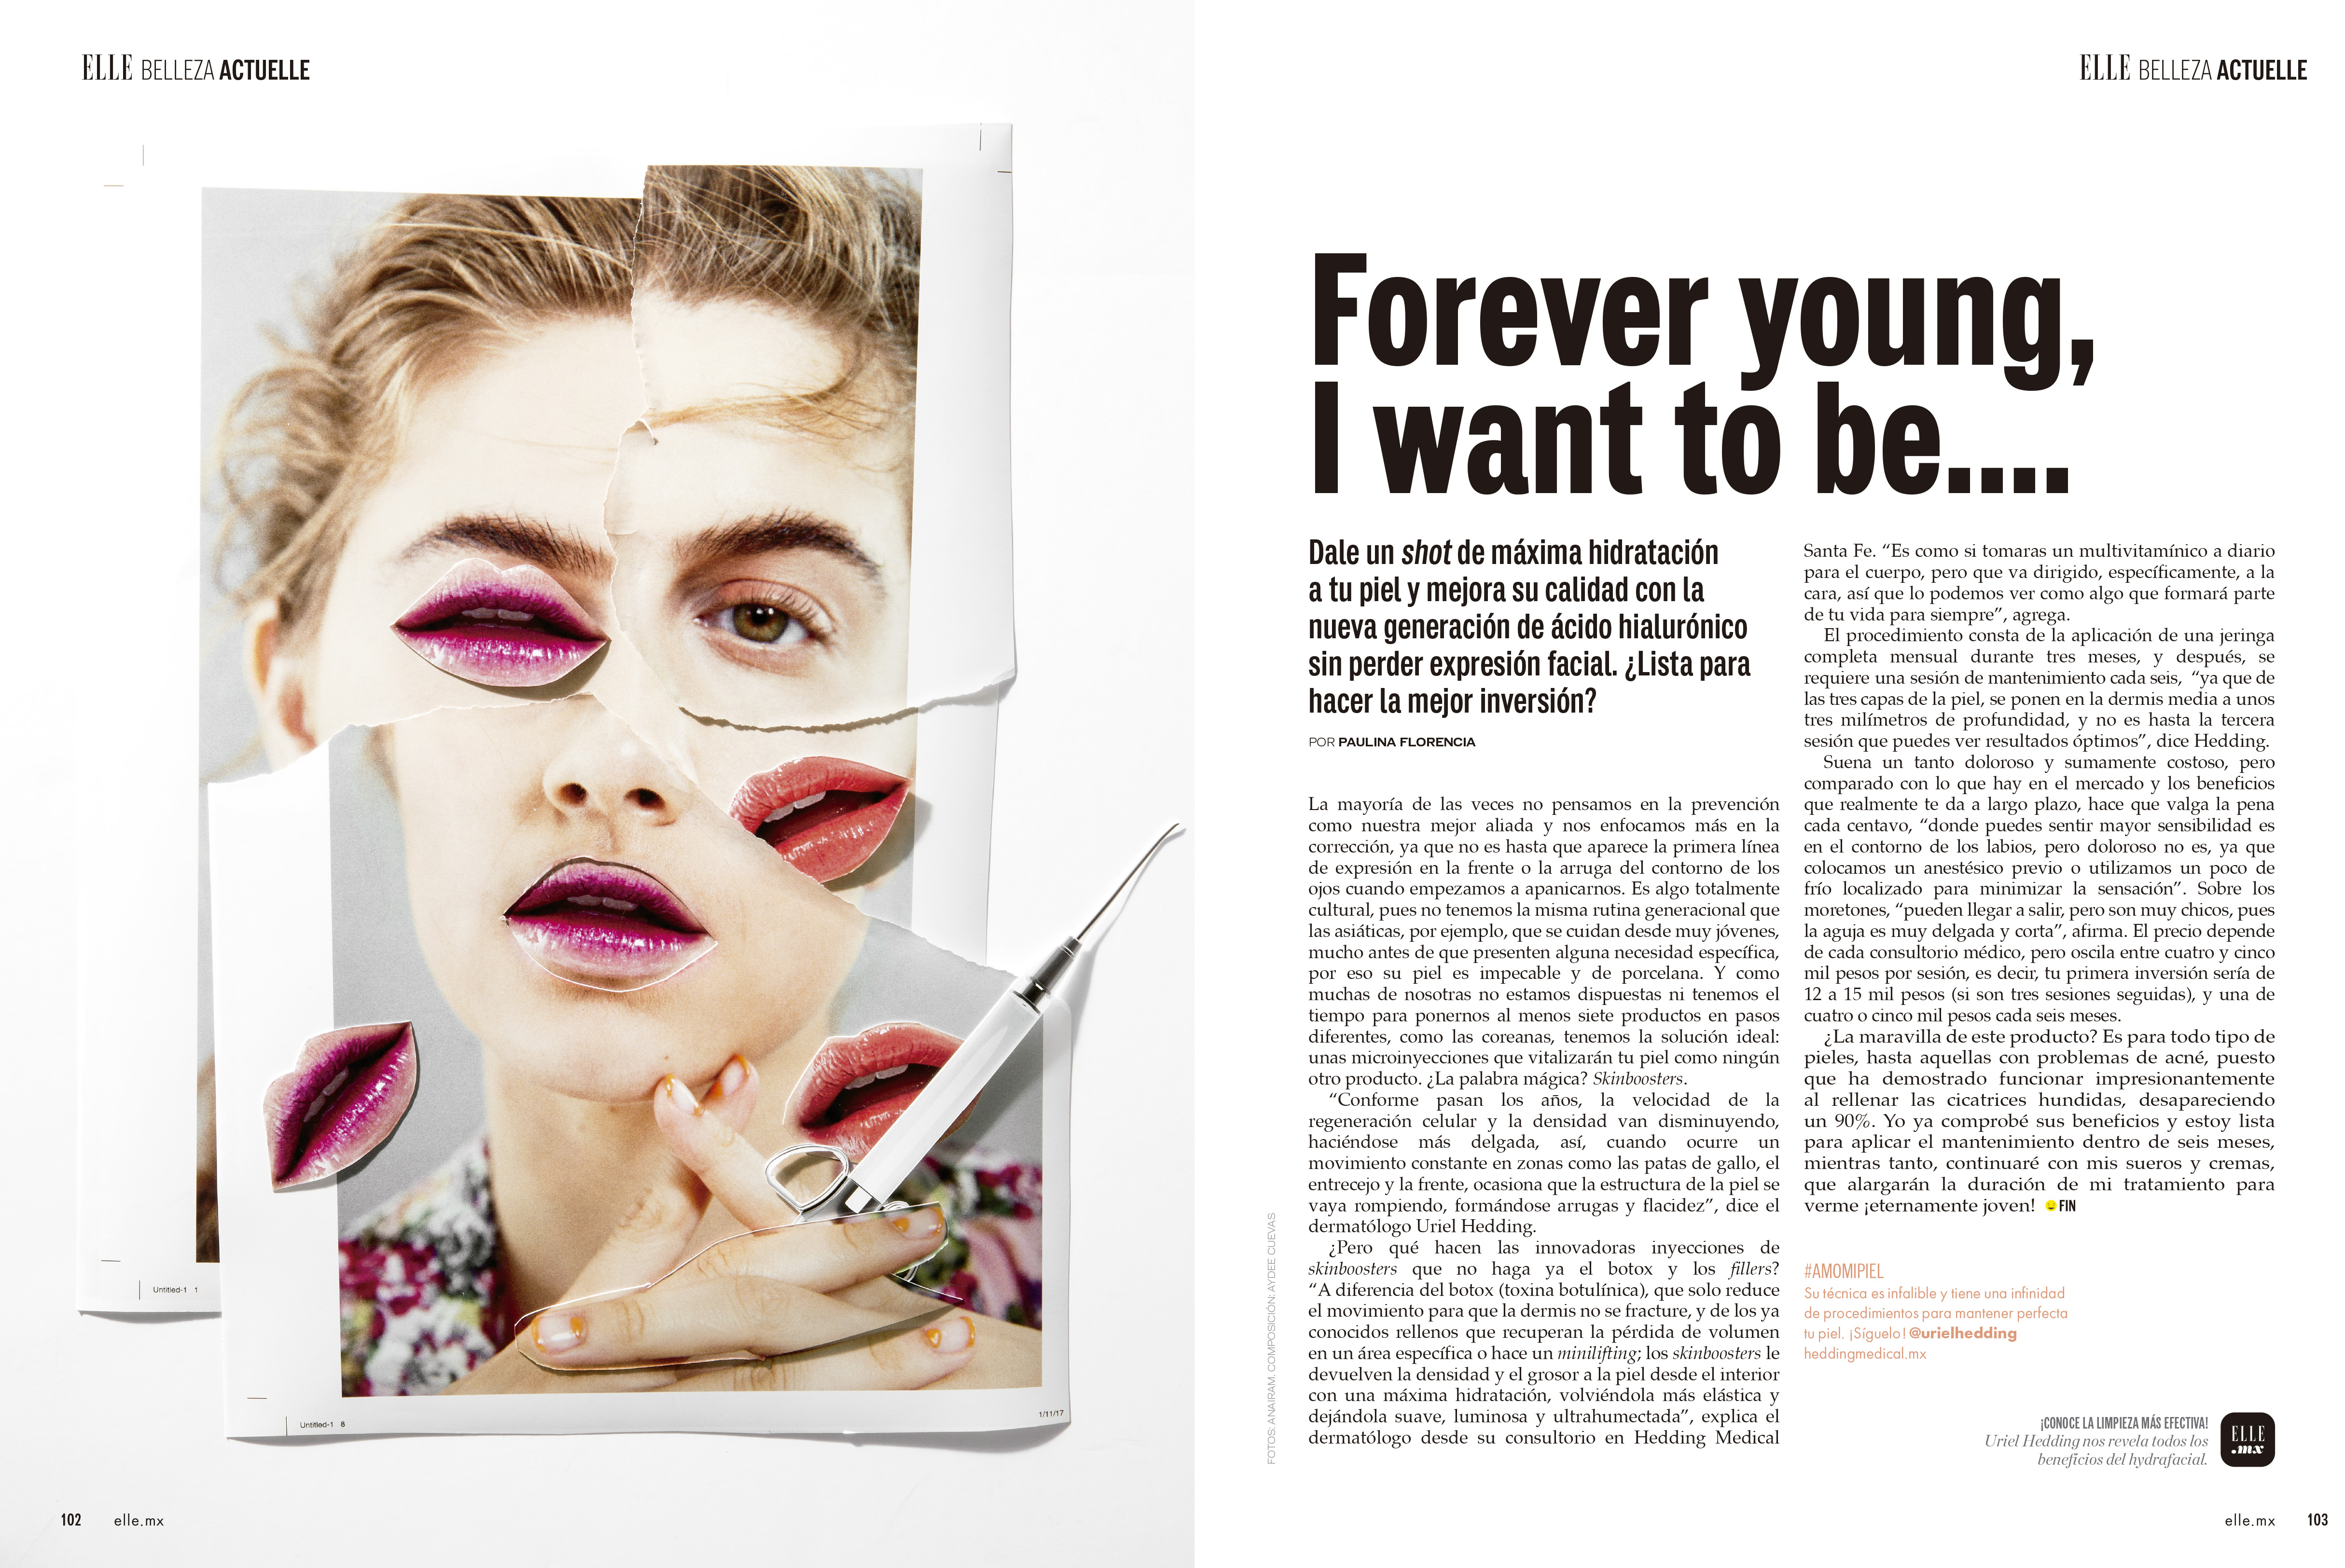 ELLE BELLEZA ACTUELLE
Untitled-1 1
Untitled-1 8
1/11/17
102 elle.mx
ELLE BELLEZA ACTUELLE
Forever young,
I want to be....
Dale un shot de máxima hidratación
a tu piel y mejora su calidad con la
nueva generación de ácido hialurónico
sin perder expresión facial. ¿Lista para
hacer la mejor inversión?
POR PAULINA FLORENCIA
La mayoría de las veces no pensamos en la prevención
como nuestra mejor aliada y nos enfocamos más en la
corrección, ya que no es hasta que aparece la primera línea
de expresión en la frente o la arruga del contorno de los
ojos cuando empezamos a apanicarnos. Es algo totalmente
cultural, pues no tenemos la misma rutina generacional que
las asiáticas, por ejemplo, que se cuidan desde muy jóvenes,
mucho antes de que presenten alguna necesidad específica,
por eso su piel es impecable y de porcelana. Y como
muchas de nosotras no estamos dispuestas ni tenemos el
tiempo para ponernos al menos siete productos en pasos
diferentes, como las coreanas, tenemos la solución ideal:
unas microinyecciones que vitalizarán tu piel como ningún
otro producto. ¿La palabra mágica? Skinboosters.
“Conforme pasan los años, la velocidad de la
regeneración celular y la densidad van disminuyendo,
haciéndose más delgada, así, cuando ocurre un
movimiento constante en zonas como las patas de gallo, el
entrecejo y la frente, ocasiona que la estructura de la piel se
vaya rompiendo, formándose arrugas y flacidez”, dice el
dermatólogo Uriel Hedding.
¿Pero qué hacen las innovadoras inyecciones de
skinboosters que no haga ya el botox y los fillers?
“A diferencia del botox (toxina botulínica), que solo reduce
el movimiento para que la dermis no se fracture, y de los ya
conocidos rellenos que recuperan la pérdida de volumen
en un área específica o hace un minilifting; los skinboosters le
devuelven la densidad y el grosor a la piel desde el interior
con una máxima hidratación, volviéndola más elástica y
dejándola suave, luminosa y ultrahumectada”, explica el
dermatólogo desde su consultorio en Hedding Medical
Santa Fe. “Es como si tomaras un multivitamínico a diario
para el cuerpo, pero que va dirigido, específicamente, a la
cara, así que lo podemos ver como algo que formará parte
de tu vida para siempre”, agrega.
El procedimiento consta de la aplicación de una jeringa
completa mensual durante tres meses, y después, se
requiere una sesión de mantenimiento cada seis, “ya que de
las tres capas de la piel, se ponen en la dermis media a unos
tres milímetros de profundidad, y no es hasta la tercera
sesión que puedes ver resultados óptimos”, dice Hedding.
Suena un tanto doloroso y sumamente costoso, pero
comparado con lo que hay en el mercado y los beneficios
que realmente te da a largo plazo, hace que valga la pena
cada centavo, “donde puedes sentir mayor sensibilidad es
en el contorno de los labios, pero doloroso no es, ya que
colocamos un anestésico previo o utilizamos un poco de
frío localizado para minimizar la sensación”. Sobre los
moretones, “pueden llegar a salir, pero son muy chicos, pues
la aguja es muy delgada y corta”, afirma. El precio depende
de cada consultorio médico, pero oscila entre cuatro y cinco
mil pesos por sesión, es decir, tu primera inversión sería de
12 a 15 mil pesos (si son tres sesiones seguidas), y una de
cuatro o cinco mil pesos cada seis meses.
¿La maravilla de este producto? Es para todo tipo de
pieles, hasta aquellas con problemas de acné, puesto
que ha demostrado funcionar impresionantemente
al rellenar las cicatrices hundidas, desapareciendo
un 90%. Yo ya comprobé sus beneficios y estoy lista
para aplicar el mantenimiento dentro de seis meses,
mientras tanto, continuaré con mis sueros y cremas,
que alargarán la duración de mi tratamiento para
verme ¡eternamente joven! FIN
#AMOMIPIEL
Su técnica es infalible y tiene una infinidad
de procedimientos para mantener perfecta
tu piel. ¡Síguelo! @urielhedding
heddingmedical.mx
¡CONOCE LA LIMPIEZA MÁS EFECTIVA!
Uriel Hedding nos revela todos los
beneficios del hydrafacial.
ELLE
.mx
FOTOS: ANAIRAM. COMPOSICIÓN: AYDEE CUEVAS
elle.mx 103